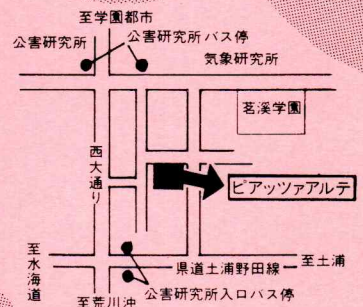 至学園都市
公害研究所
公害研究所バス停
気象研究所
茗溪学園
西大通り
ピアッツァアルテ
至水海道
県道土浦野田線
至土浦
至荒川沖
公害研究所入口バス停